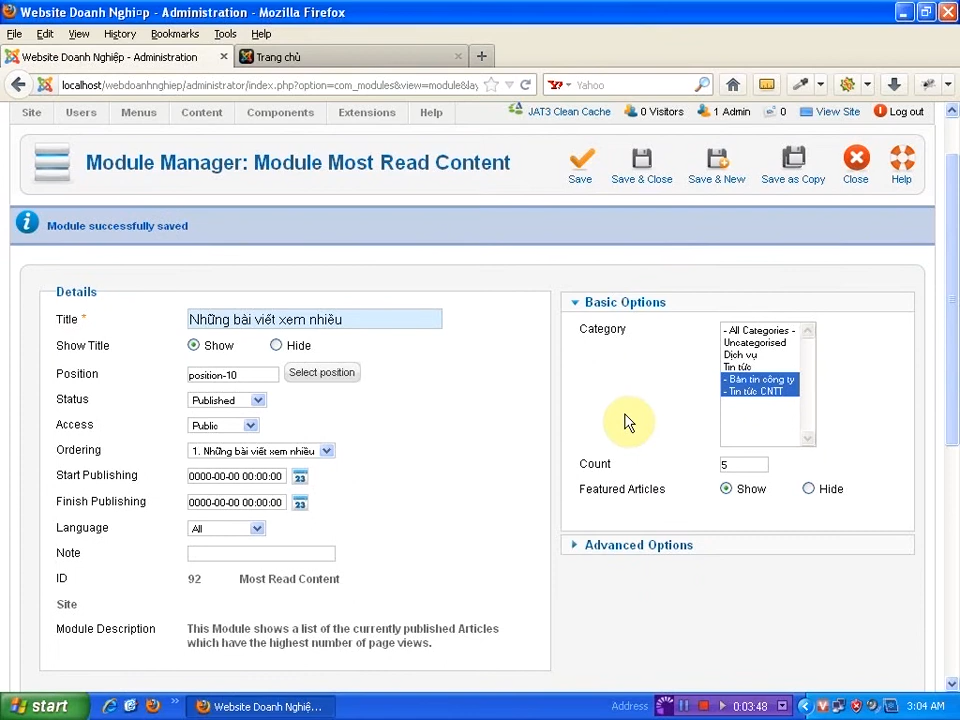 Website Doanh Nghiệp - Administration - Mozilla Firefox
File Edit View History Bookmarks Tools Help
Website Doanh Nghiệp - Administration
Trang chủ
localhost/webdoanhnghiep/administrator/index.php?option=com_modules&view=module&lay
Yahoo
Site Users Menus Content Components Extensions Help
JAT3 Clean Cache 0 Visitors 1 Admin 0 View Site Log out
Module Manager: Module Most Read Content
Save Save & Close Save & New Save as Copy Close Help
Module successfully saved
Details
Title * Những bài viết xem nhiều
Show Title Show Hide
Position position-10 Select position
Status Published
Access Public
Ordering 1. Những bài viết xem nhiều
Start Publishing 0000-00-00 00:00:00 23
Finish Publishing 0000-00-00 00:00:00 23
Language All
Note
ID 92 Most Read Content
Site
Module Description This Module shows a list of the currently published Articles
which have the highest number of page views.
Basic Options
Category - All Categories -
Uncategorised
Dịch vụ
Tin tức
- Bản tin công ty
- Tin tức CNTT
Count 5
Featured Articles Show Hide
Advanced Options
start
Website Doanh Nghiệ...
Address
0:03:48
3:04 AM